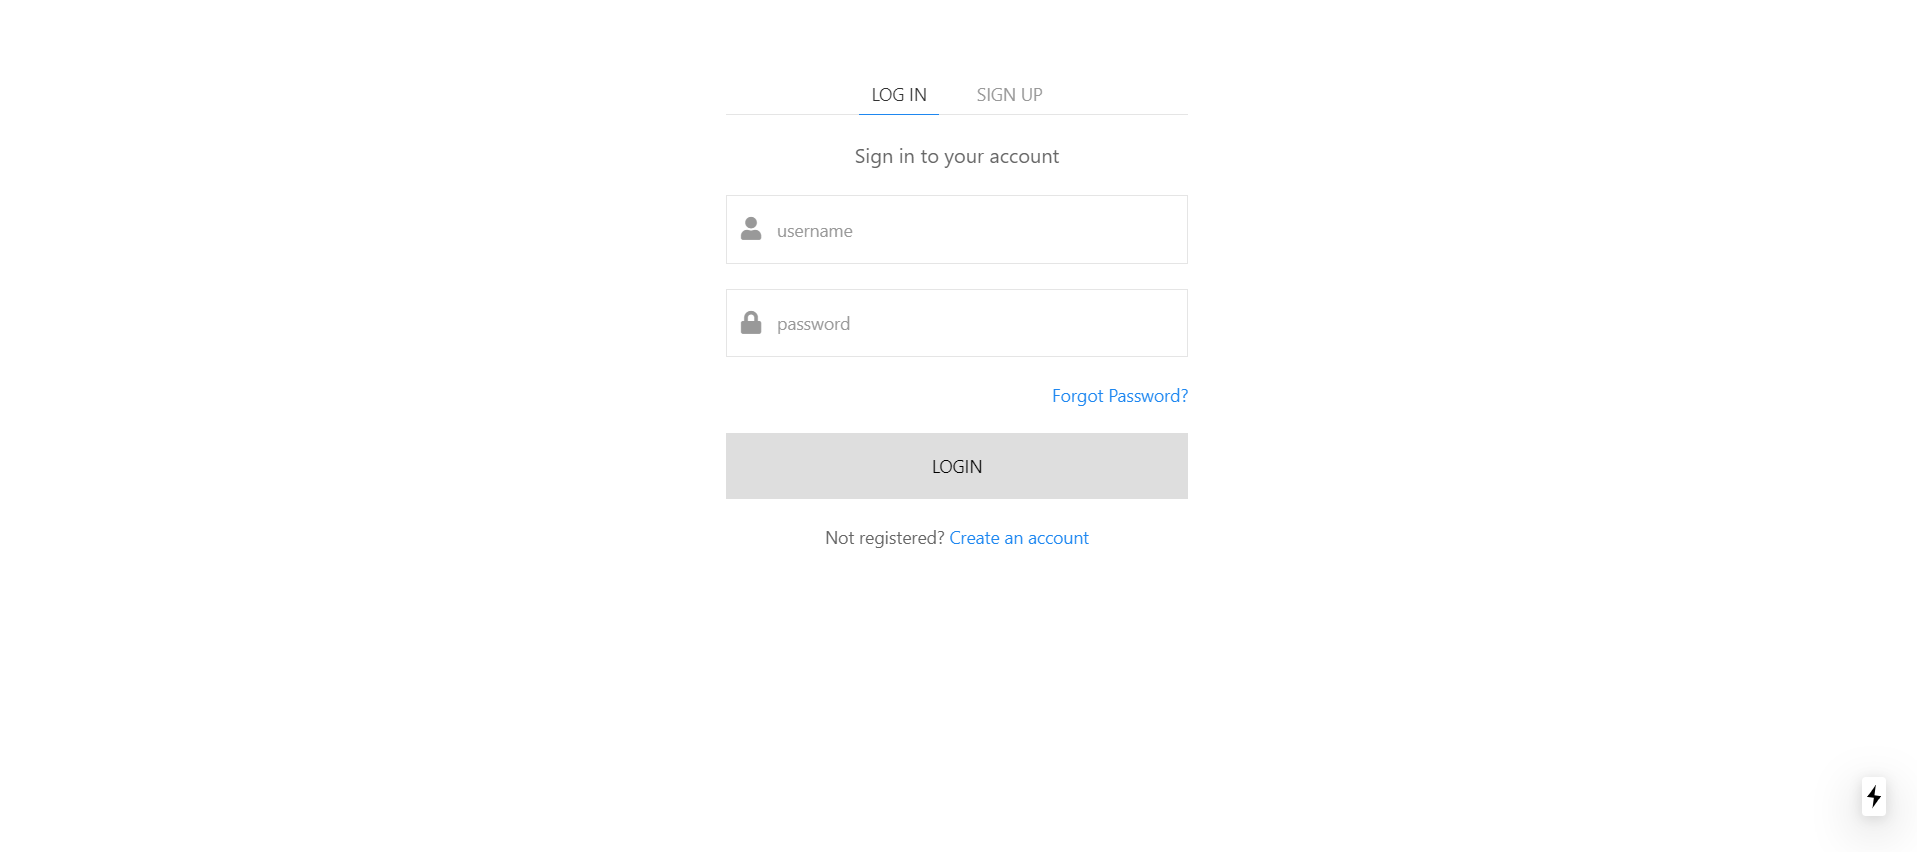 LOG IN SIGN UP
Sign in to your account
username
password
Forgot Password?
LOGIN
Not registered? Create an account